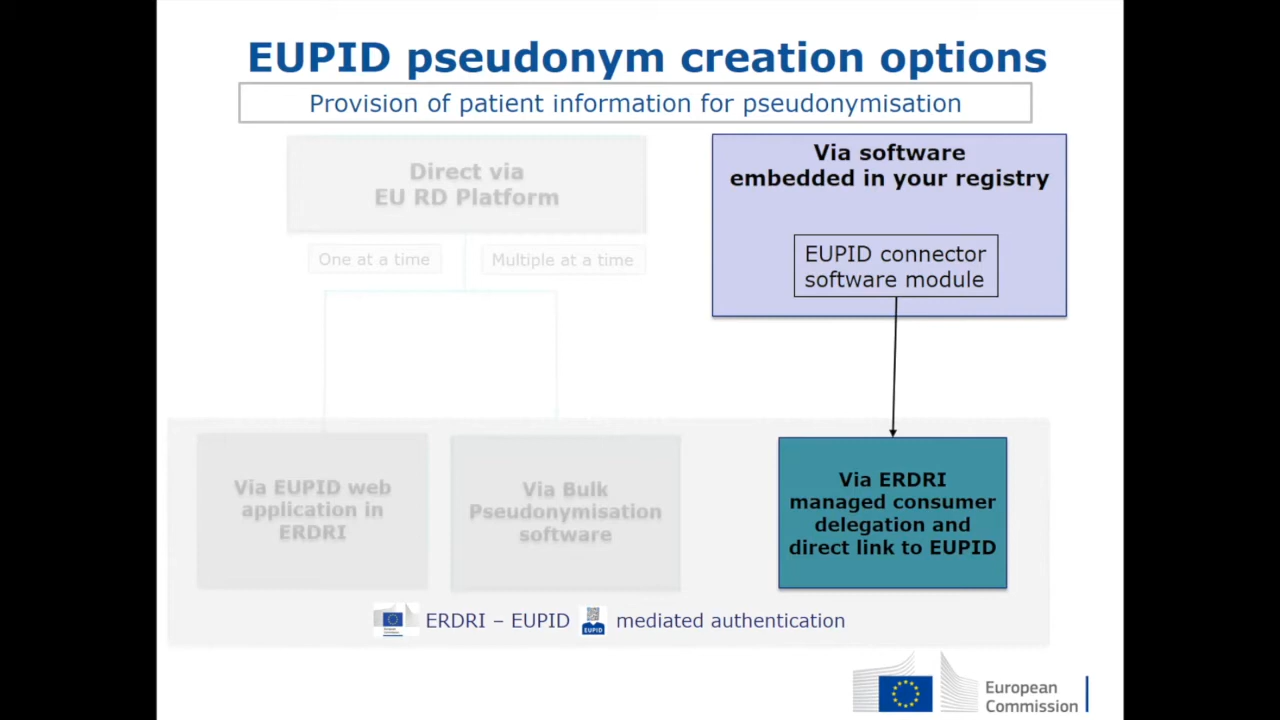 EUPID pseudonym creation options
Provision of patient information for pseudonymisation
Direct via
EU RD Platform
One at a time
Multiple at a time
Via software
embedded in your registry
EUPID connector
software module
Via EUPID web
application in
ERDRI
Via Bulk
Pseudonymisation
software
Via ERDRI
managed consumer
delegation and
direct link to EUPID
ERDRI – EUPID EUPID mediated authentication
European
Commission